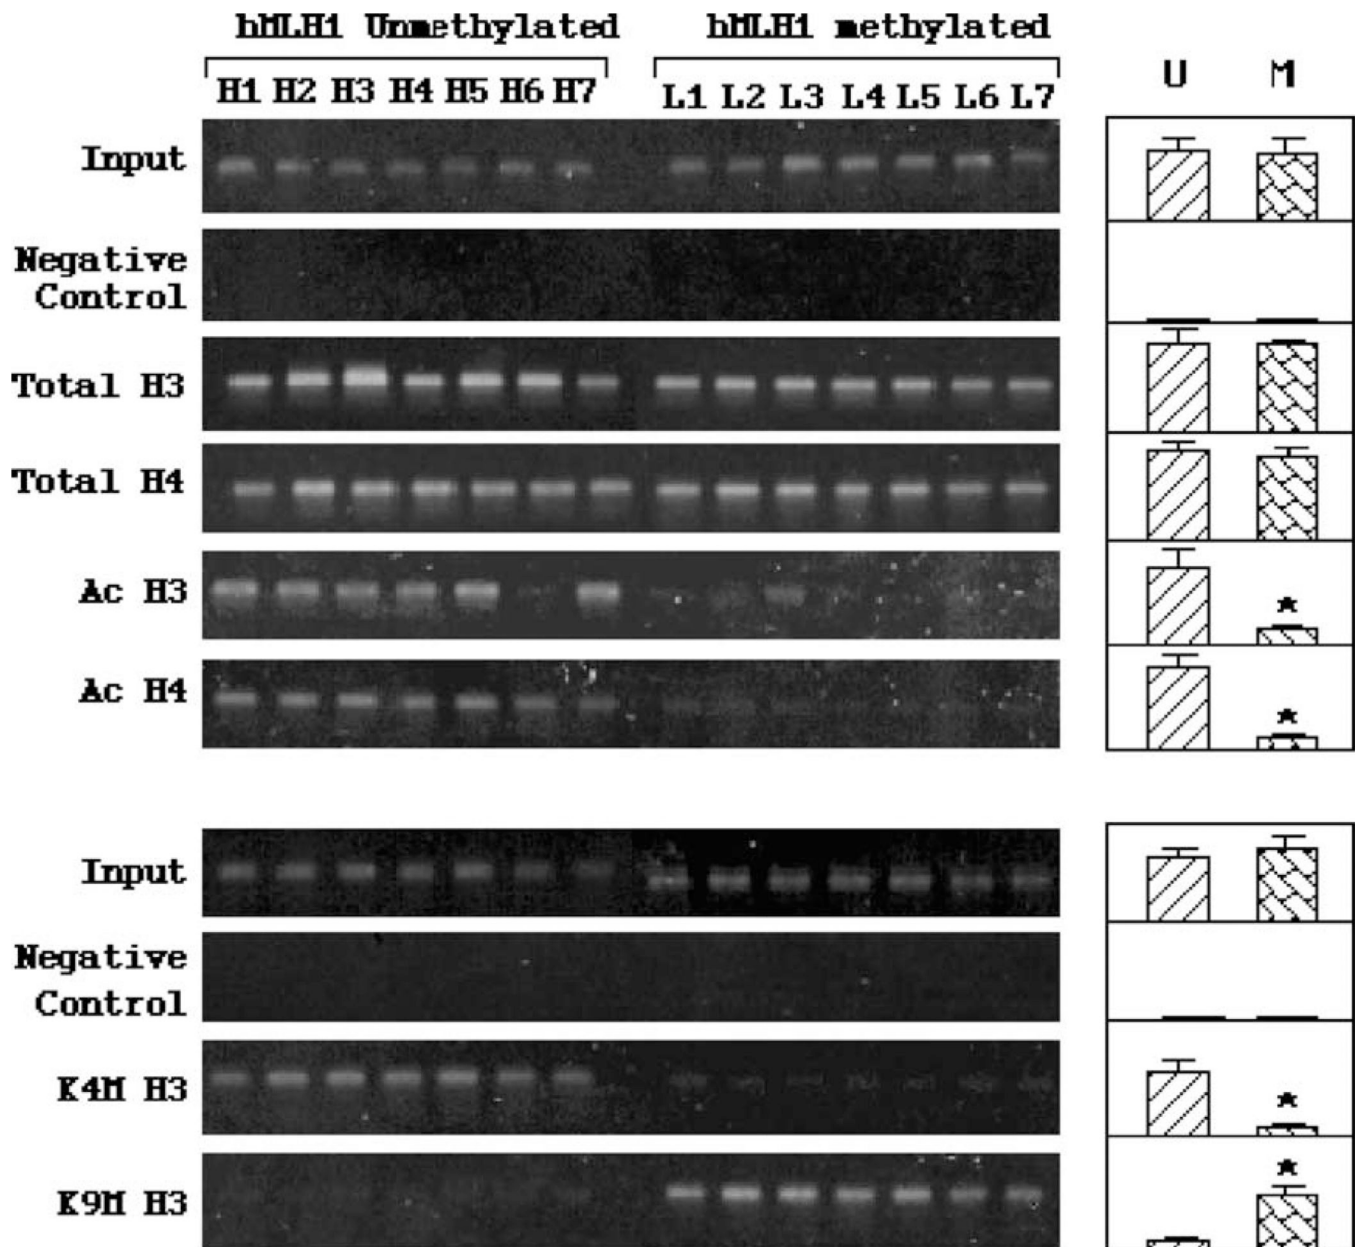 hMLH1 Unmethylated hMLH1 methylated
H1 H2 H3 H4 H5 H6 H7 L1 L2 L3 L4 L5 L6 L7 U M
Input
Negative
Control
Total H3
Total H4
Ac H3
*
Ac H4
*
Input
Negative
Control
K4M H3
*
K9M H3
*